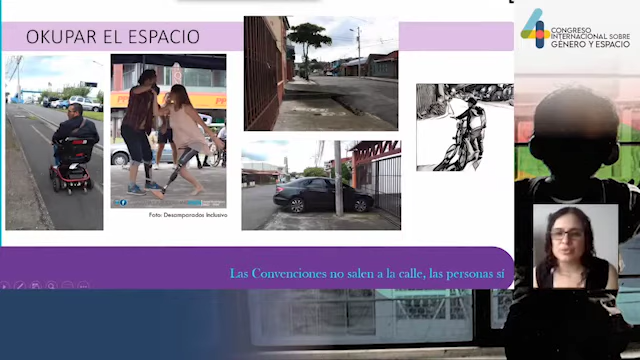 OKUPAR EL ESPACIO
4
CONGRESO
INTERNACIONAL SOBRE
GÉNERO Y ESPACIO
Foto: Desamparados Inclusivo
Las Convenciones no salen a la calle, las personas sí